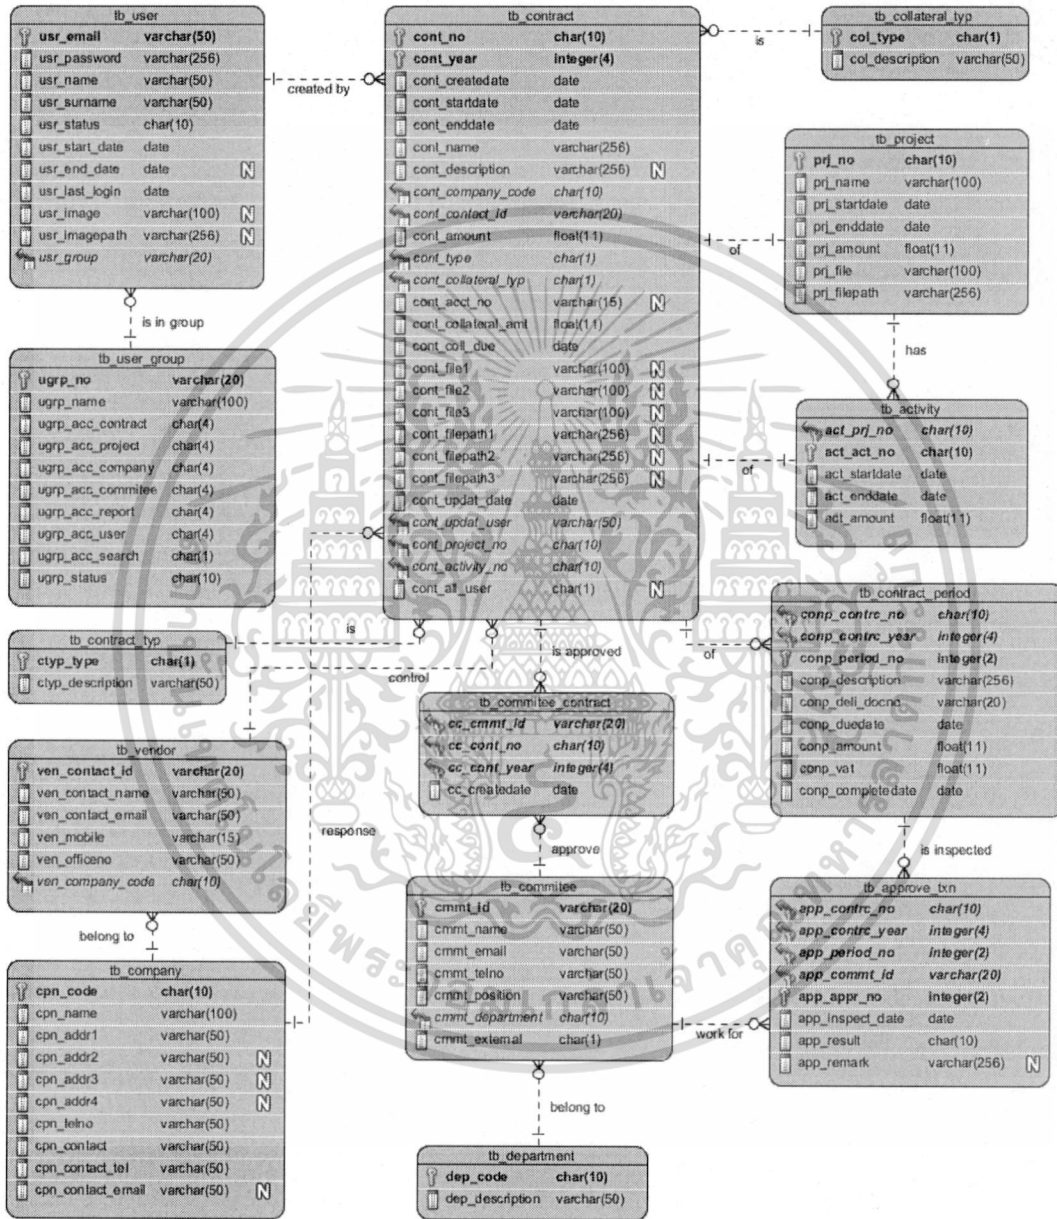 tb_user
usr_email varchar(50)
usr_password varchar(256)
usr_name varchar(50)
usr_surname varchar(50)
usr_status char(10)
usr_start_date date
usr_end_date date N
usr_last_login date
usr_image varchar(100) N
usr_imagepath varchar(256) N
usr_group varchar(20)
created by
is in group
tb_contract
cont_no char(10)
cont_year integer(4)
cont_createdate date
cont_startdate date
cont_enddate date
cont_name varchar(256)
cont_description varchar(256) N
cont_company_code char(10)
cont_contact_id varchar(20)
cont_amount float(11)
cont_type char(1)
cont_collateral_typ char(1)
cont_acct_no varchar(15) N
cont_collateral_amt float(11)
cont_coll_due date
cont_file1 varchar(100) N
cont_file2 varchar(100) N
cont_file3 varchar(100) N
cont_filepath1 varchar(256) N
cont_filepath2 varchar(256) N
cont_filepath3 varchar(256) N
cont_updat_date date
cont_updat_user varchar(50)
cont_project_no char(10)
cont_activity_no char(10)
cont_all_user char(1) N
is
tb_collateral_typ
col_type char(1)
col_description varchar(50)
of
tb_project
prj_no char(10)
prj_name varchar(100)
prj_startdate date
prj_enddate date
prj_amount float(11)
prj_file varchar(100)
prj_filepath varchar(256)
has
of
tb_activity
act_prj_no char(10)
act_act_no char(10)
act_startdate date
act_enddate date
act_amount float(11)
tb_user_group
ugrp_no varchar(20)
ugrp_name varchar(100)
ugrp_acc_contract char(4)
ugrp_acc_project char(4)
ugrp_acc_company char(4)
ugrp_acc_commitee char(4)
ugrp_acc_report char(4)
ugrp_acc_user char(4)
ugrp_acc_search char(1)
ugrp_status char(10)
tb_contract_typ
ctyp_type char(1)
ctyp_description varchar(50)
is
control
is approved
of
tb_contract_period
conp_contrc_no char(10)
conp_contrc_year integer(4)
conp_period_no integer(2)
conp_description varchar(256)
conp_deli_docno varchar(20)
conp_duedate date
conp_amount float(11)
conp_vat float(11)
conp_completedate date
tb_commitee_contract
cc_cmmt_id varchar(20)
cc_cont_no char(10)
cc_cont_year integer(4)
cc_createdate date
tb_vendor
ven_contact_id varchar(20)
ven_contact_name varchar(50)
ven_contact_email varchar(50)
ven_mobile varchar(15)
ven_officeno varchar(50)
ven_company_code char(10)
response
approve
is inspected
belong to
tb_commitee
cmmt_id varchar(20)
cmmt_name varchar(50)
cmmt_email varchar(50)
cmmt_telno varchar(50)
cmmt_position varchar(50)
cmmt_department char(10)
cmmt_external char(1)
work for
tb_approve_txn
app_contrc_no char(10)
app_contrc_year integer(4)
app_period_no integer(2)
app_commt_id varchar(20)
app_appr_no integer(2)
app_inspect_date date
app_result char(10)
app_remark varchar(256) N
tb_company
cpn_code char(10)
cpn_name varchar(100)
cpn_addr1 varchar(50)
cpn_addr2 varchar(50) N
cpn_addr3 varchar(50) N
cpn_addr4 varchar(50) N
cpn_telno varchar(50)
cpn_contact varchar(50)
cpn_contact_tel varchar(50)
cpn_contact_email varchar(50) N
belong to
tb_department
dep_code char(10)
dep_description varchar(50)